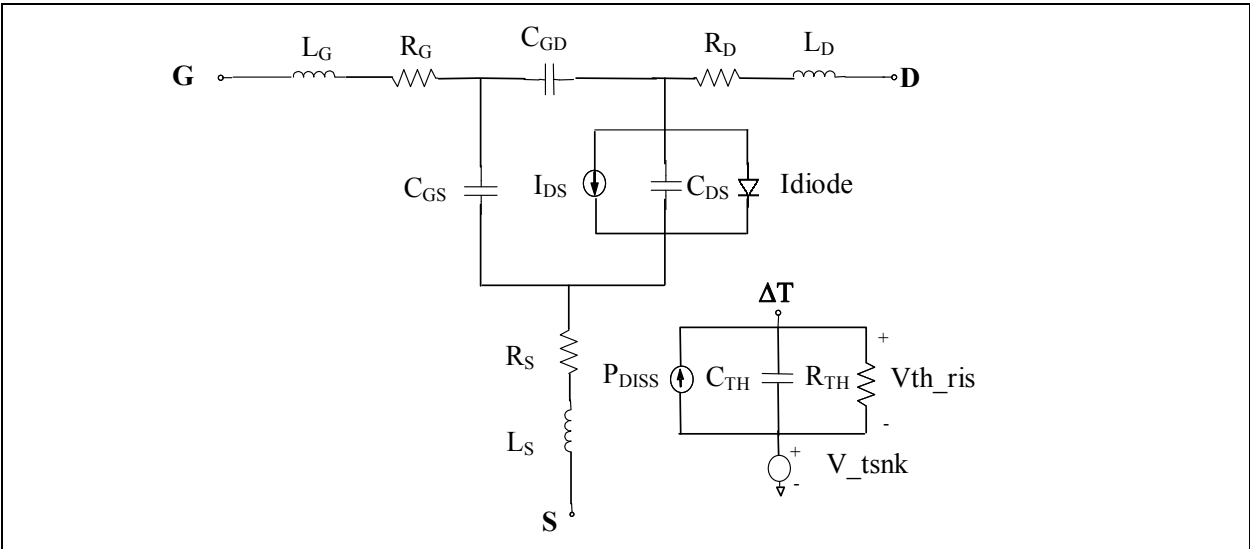 L_G
R_G
C_GD
R_D
L_D
G
D
C_GS
I_DS
C_DS
Idiode
ΔT
R_S
P_DISS
C_TH
R_TH
+
Vth_ris
-
L_S
+
V_tsnk
-
S